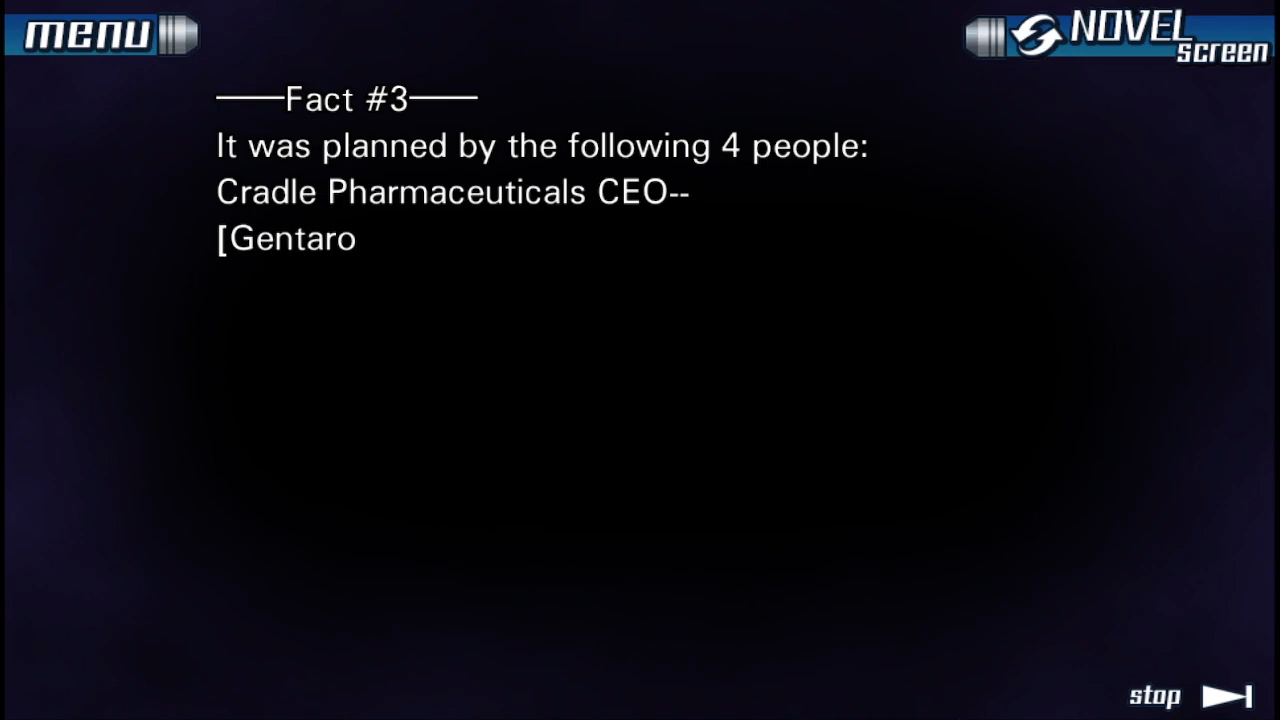 menu
NOVEL
screen
——Fact #3——
It was planned by the following 4 people:
Cradle Pharmaceuticals CEO--
[Gentaro
stop